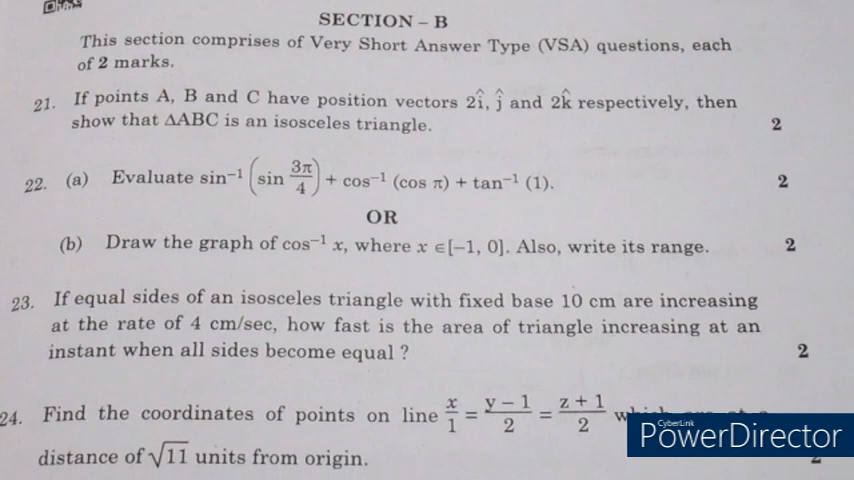 SECTION – B
This section comprises of Very Short Answer Type (VSA) questions, each
of 2 marks.
21. If points A, B and C have position vectors 2î, ĵ and 2k̂ respectively, then
show that ΔABC is an isosceles triangle. 2
22. (a) Evaluate sin⁻¹ (sin 3π/4) + cos⁻¹ (cos π) + tan⁻¹ (1). 2
OR
(b) Draw the graph of cos⁻¹ x, where x ∈ [–1, 0]. Also, write its range. 2
23. If equal sides of an isosceles triangle with fixed base 10 cm are increasing
at the rate of 4 cm/sec, how fast is the area of triangle increasing at an
instant when all sides become equal ? 2
24. Find the coordinates of points on line x/1 = y – 1/2 = z + 1/2
distance of √11 units from origin.
CyberLink
PowerDirector